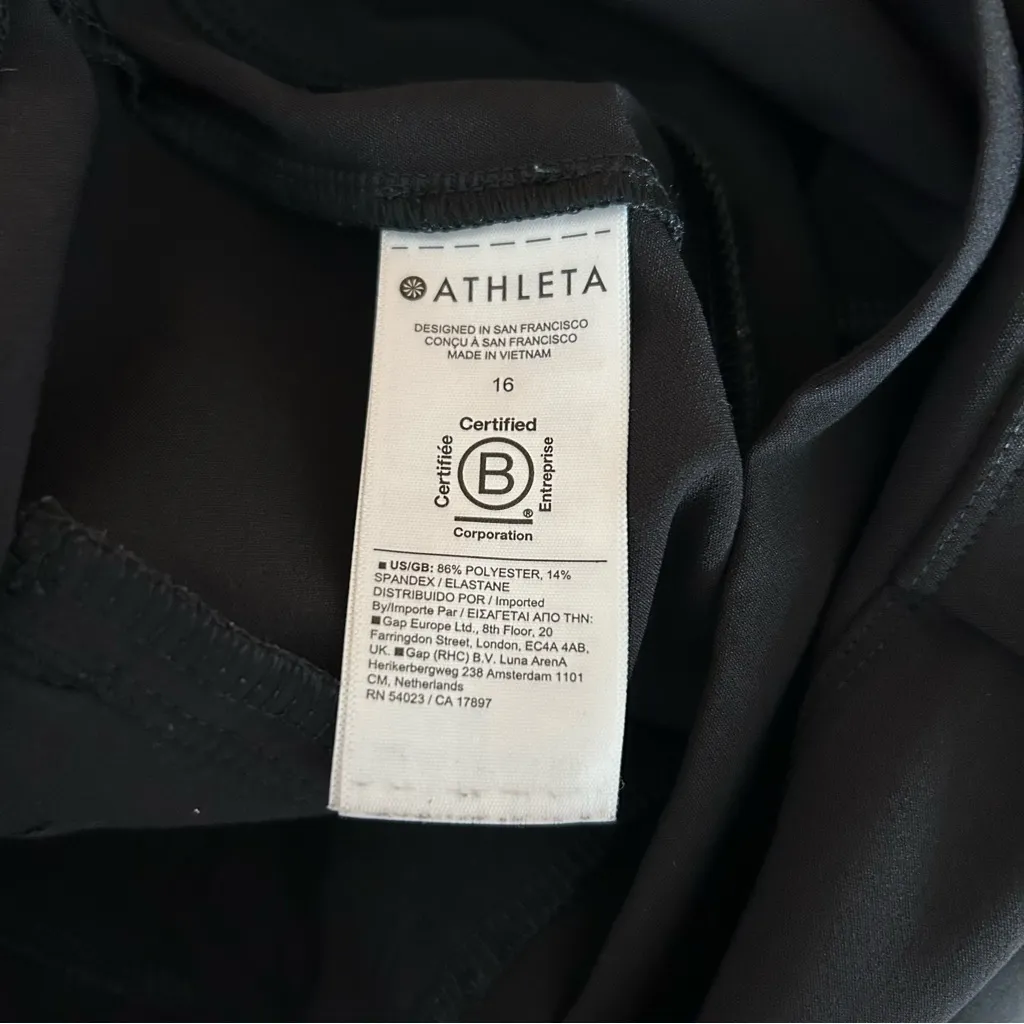 ATHLETA
DESIGNED IN SAN FRANCISCO
CONÇU À SAN FRANCISCO
MADE IN VIETNAM
16
Certified
Certifiée
B
Entreprise
®
Corporation
■ US/GB: 86% POLYESTER, 14%
SPANDEX / ELASTANE
DISTRIBUIDO POR / Imported
By/Importe Par / ΕΙΣΑΓΕΤΑΙ ΑΠΟ ΤΗΝ:
■ Gap Europe Ltd., 8th Floor, 20
Farringdon Street, London, EC4A 4AB,
UK. ■ Gap (RHC) B.V. Luna ArenA
Herikerbergweg 238 Amsterdam 1101
CM, Netherlands
RN 54023 / CA 17897